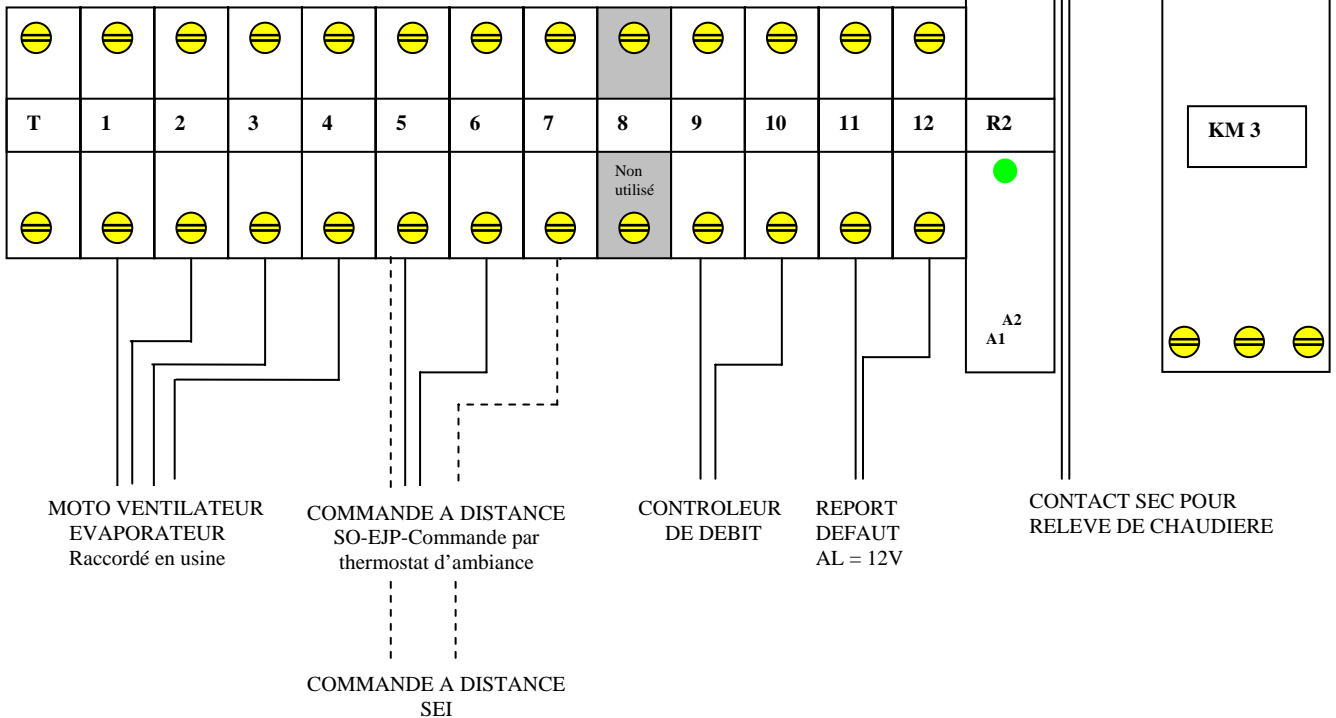 T 1 2 3 4 5 6 7 8 9 10 11 12 R2
KM 3
Non
utilisé
A2
A1
MOTO VENTILATEUR
EVAPORATEUR
Raccordé en usine
COMMANDE A DISTANCE
SO-EJP-Commande par
thermostat d'ambiance
CONTROLEUR
DE DEBIT
REPORT
DEFAUT
AL = 12V
CONTACT SEC POUR
RELEVE DE CHAUDIERE
COMMANDE A DISTANCE
SEI